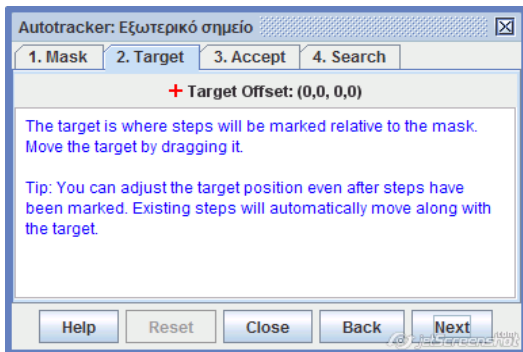 Autotracker: Εξωτερικό σημείο
1. Mask 2. Target 3. Accept 4. Search
+ Target Offset: (0,0, 0,0)
The target is where steps will be marked relative to the mask.
Move the target by dragging it.
Tip: You can adjust the target position even after steps have
been marked. Existing steps will automatically move along with
the target.
Help Reset Close Back Next
jetScreenshot